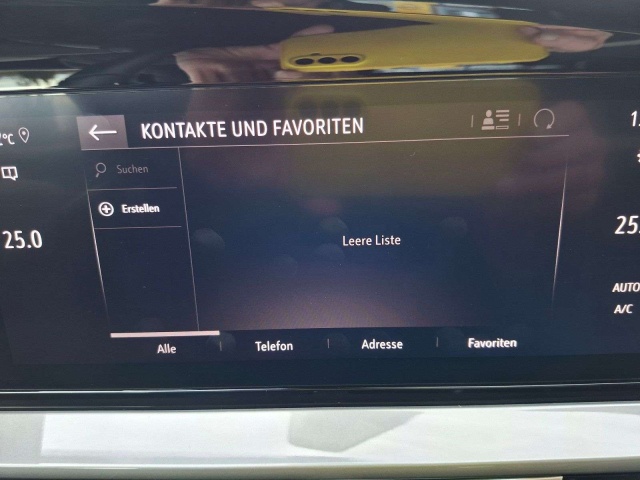 KONTAKTE UND FAVORITEN
°C
Suchen
Erstellen
25.0
Leere Liste
25.
AUTO
A/C
Alle
Telefon
Adresse
Favoriten